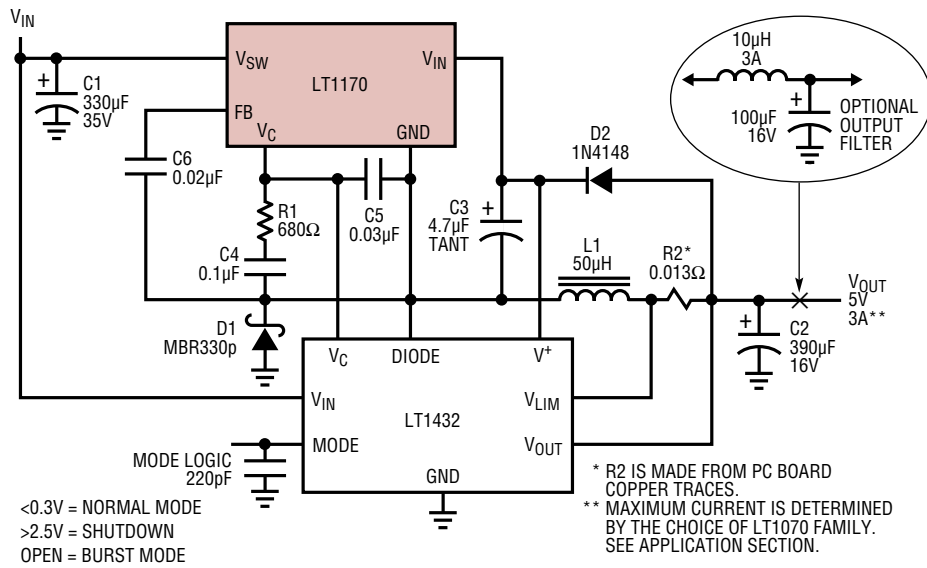 VIN
C1
330µF
35V
VSW
VIN
LT1170
FB
VC
GND
C6
0.02µF
R1
680Ω
C4
0.1µF
C5
0.03µF
C3
4.7µF
TANT
D2
1N4148
10µH
3A
100µF
16V
OPTIONAL
OUTPUT
FILTER
L1
50µH
R2*
0.013Ω
VOUT
5V
3A**
C2
390µF
16V
D1
MBR330p
VC
DIODE
V+
VIN
VLIM
LT1432
MODE
VOUT
GND
MODE LOGIC
220pF
<0.3V = NORMAL MODE
>2.5V = SHUTDOWN
OPEN = BURST MODE
* R2 IS MADE FROM PC BOARD
COPPER TRACES.
** MAXIMUM CURRENT IS DETERMINED
BY THE CHOICE OF LT1070 FAMILY.
SEE APPLICATION SECTION.